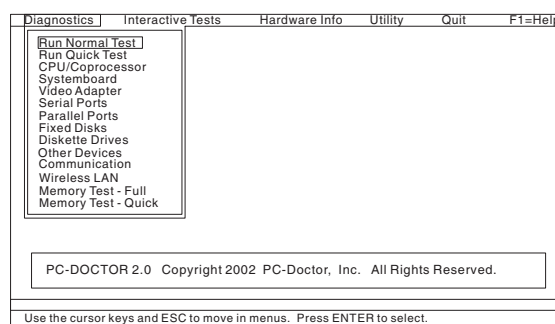 Diagnostics Interactive Tests Hardware Info Utility Quit F1=Help
Run Normal Test
Run Quick Test
CPU/Coprocessor
Systemboard
Video Adapter
Serial Ports
Parallel Ports
Fixed Disks
Diskette Drives
Other Devices
Communication
Wireless LAN
Memory Test - Full
Memory Test - Quick
PC-DOCTOR 2.0 Copyright 2002 PC-Doctor, Inc. All Rights Reserved.
Use the cursor keys and ESC to move in menus. Press ENTER to select.